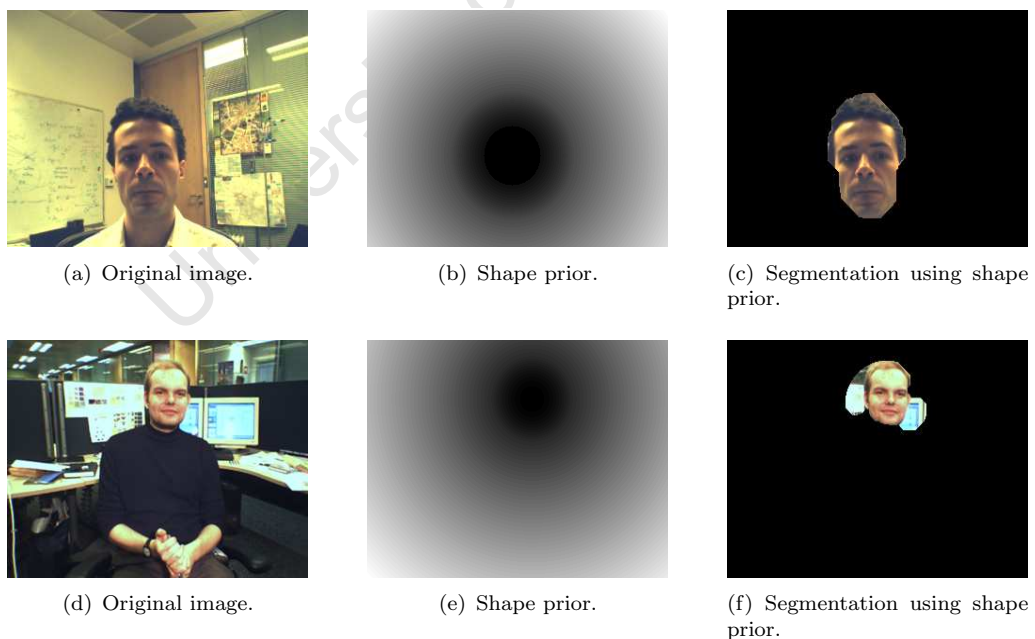 (a) Original image.
(b) Shape prior.
(c) Segmentation using shape
prior.
(d) Original image.
(e) Shape prior.
(f) Segmentation using shape
prior.